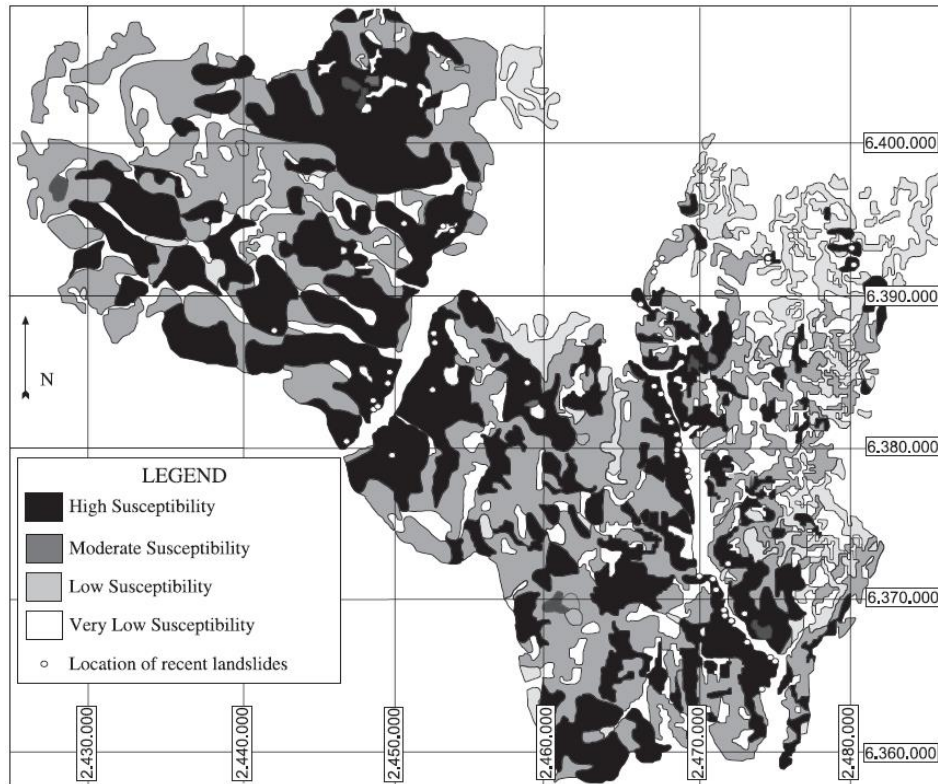 6.400.000
6.390.000
N
6.380.000
LEGEND
High Susceptibility
Moderate Susceptibility
Low Susceptibility
Very Low Susceptibility
Location of recent landslides
6.370.000
2.430.000
2.440.000
2.450.000
2.460.000
2.470.000
2.480.000
6.360.000